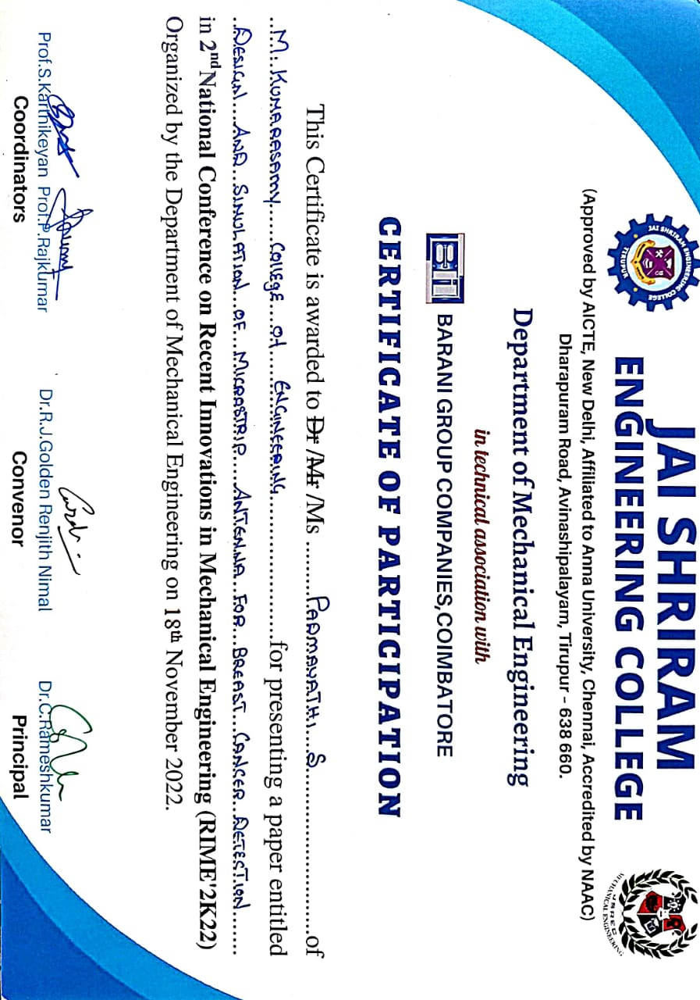 JAI SHRIRAM
ENGINEERING COLLEGE
(Approved by AICTE, New Delhi, Affiliated to Anna University, Chennai, Accredited by NAAC)
Dharapuram Road, Avinashipalayam, Tirupur – 638 660.
JAI SHRIRAM ENGINEERING COLLEGE
TIRUPUR
Department of Mechanical Engineering
in technical association with
BARANI GROUP COMPANIES,COIMBATORE
CERTIFICATE OF PARTICIPATION
This Certificate is awarded to Dr /Mr /Ms ........PADMAVATHI....S......................of
...M..KUMARASAMY.....College...of....ENGINEERING...........................for presenting a paper entitled
..DESIGN...AND..SIMULATION...OF...MICROSTRIP....ANTENNA..FOR...BREAST...CANCER..DETECTION......
in 2nd National Conference on Recent Innovations in Mechanical Engineering (RIME'2K22)
Organized by the Department of Mechanical Engineering on 18th November 2022.
Prof.S.Karthikeyan Prof.P.Rajkumar
Coordinators
Dr.R.J.Golden Renjith Nimal
Convenor
Dr.C.Rameshkumar
Principal